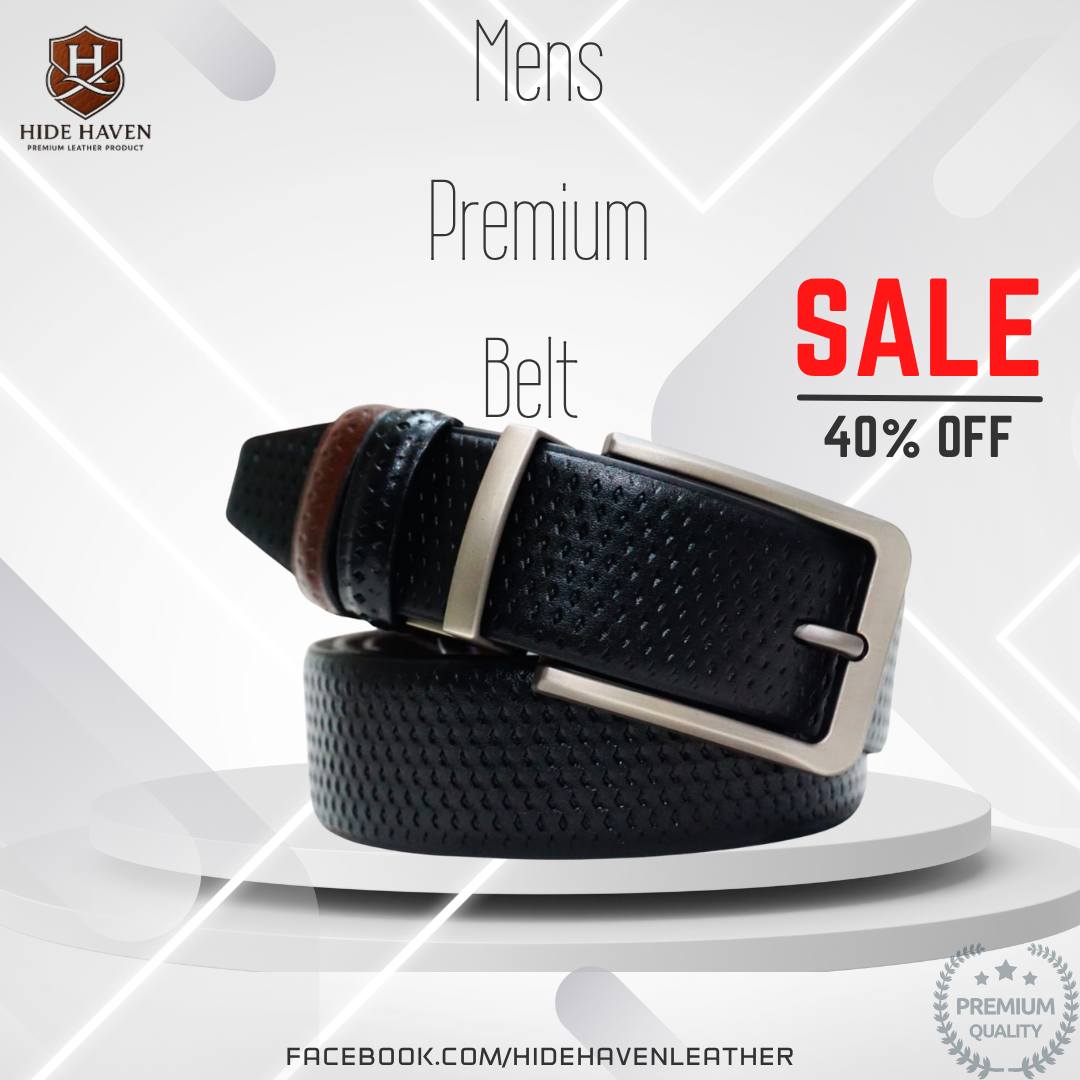 HIDE HAVEN
PREMIUM LEATHER PRODUCT
Mens
Premium
Belt
SALE
40% OFF
PREMIUM
QUALITY
FACEBOOK.COM/HIDEHAVENLEATHER